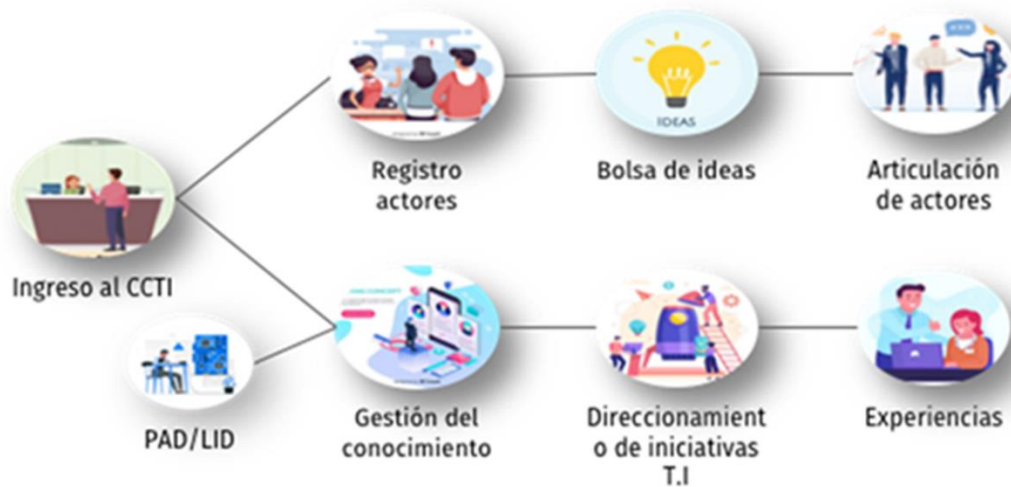 IDEAS
Registro
actores
Bolsa de ideas
Articulación
de actores
Ingreso al CCTI
PAD/LID
Gestión del
conocimiento
Direccionamient
o de iniciativas
T.I
Experiencias